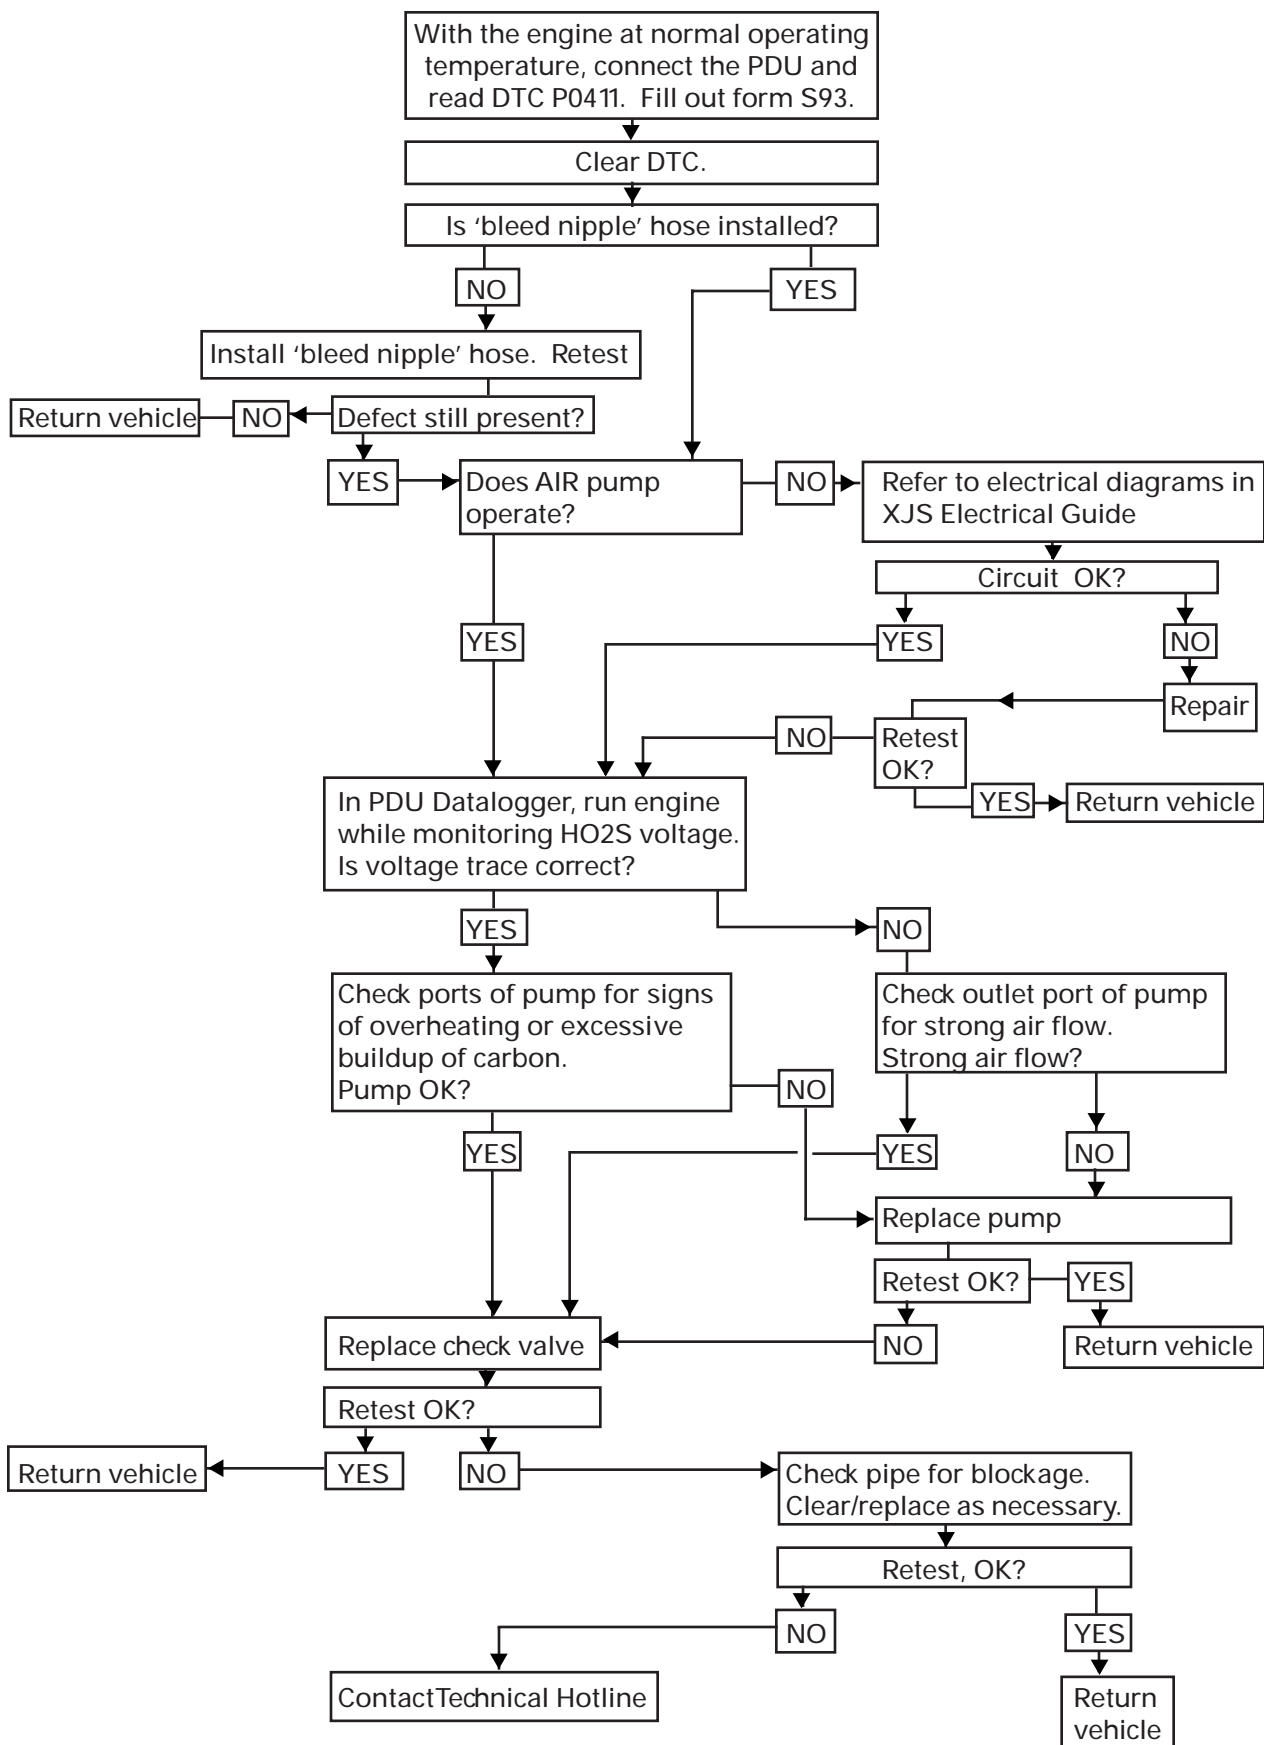 With the engine at normal operating
temperature, connect the PDU and
read DTC P0411.  Fill out form S93.
Clear DTC.
Is ‘bleed nipple’ hose installed?
NO
YES
Install ‘bleed nipple’ hose.  Retest
Return vehicle
NO
Defect still present?
YES
Does AIR pump
operate?
NO
Refer to electrical diagrams in
XJS Electrical Guide
Circuit  OK?
YES
YES
NO
Repair
NO
Retest
OK?
YES
Return vehicle
In PDU Datalogger, run engine
while monitoring HO2S voltage.
Is voltage trace correct?
YES
NO
Check ports of pump for signs
of overheating or excessive
buildup of carbon.
Pump OK?
NO
Check outlet port of pump
for strong air flow.
Strong air flow?
YES
YES
NO
Replace pump
Retest OK?
YES
NO
Return vehicle
Replace check valve
Retest OK?
Return vehicle
YES
NO
Check pipe for blockage.
Clear/replace as necessary.
Retest, OK?
NO
YES
Contact Technical Hotline
Return
vehicle